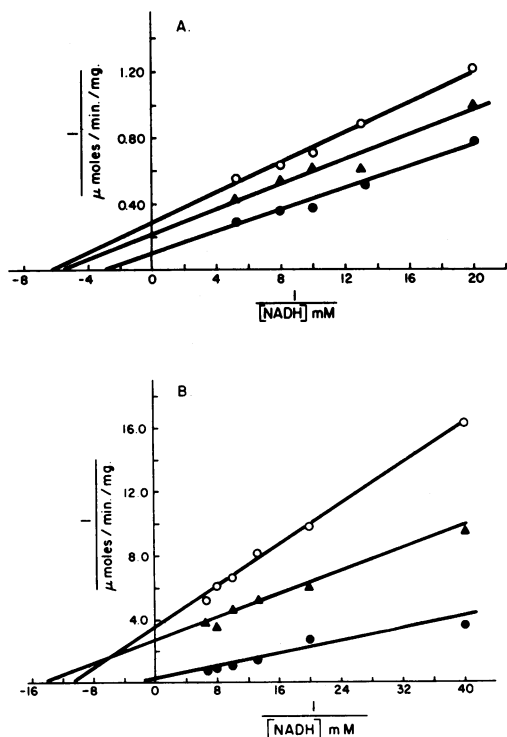 A.
1
μ moles / min. / mg.
1.20
0.80
0.40
-8 -4 0 4 8 12 16 20
1
[NADH] mM
B
1
μ moles / min. / mg.
16.0
12.0
8.0
4.0
-16 -8 0 8 16 24 32 40
1
[NADH] mM